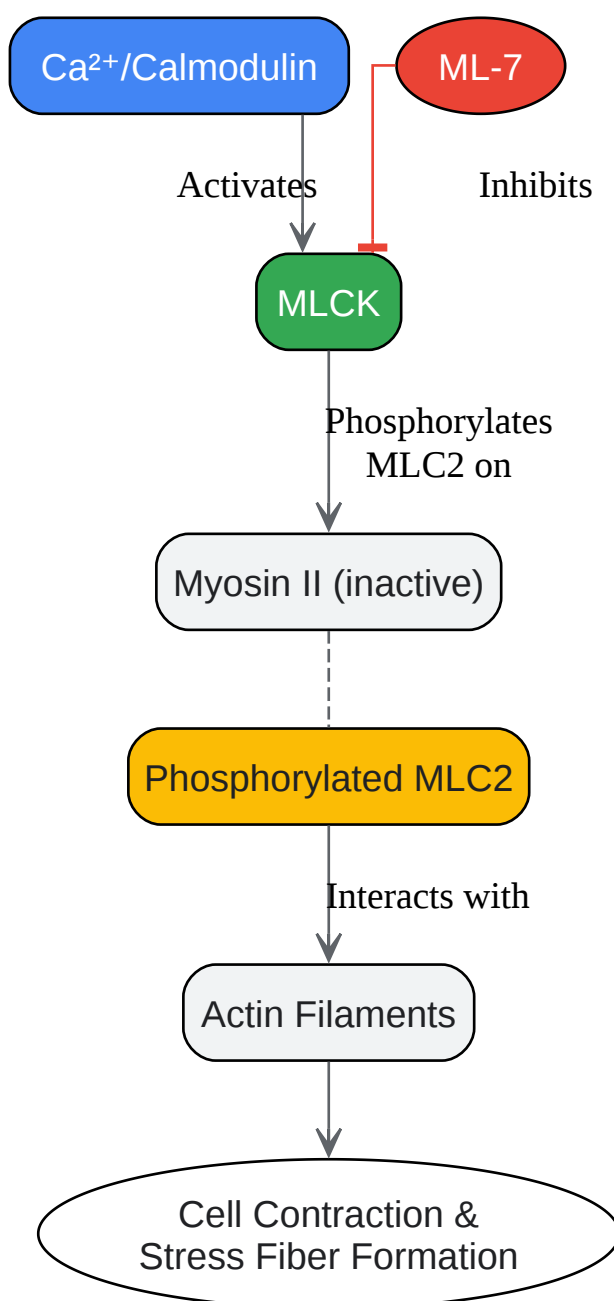 Ca²⁺/Calmodulin
ML-7
Activates
Inhibits
MLCK
Phosphorylates
MLC2 on
Myosin II (inactive)
Phosphorylated MLC2
Interacts with
Actin Filaments
Cell Contraction &
Stress Fiber Formation